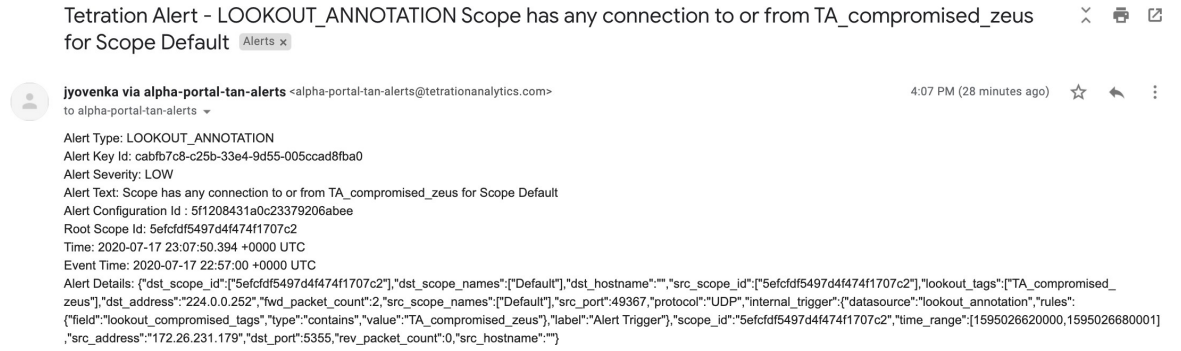 Tetration Alert - LOOKOUT_ANNOTATION Scope has any connection to or from TA_compromised_zeus
for Scope Default Alerts ×
jyovenka via alpha-portal-tan-alerts <alpha-portal-tan-alerts@tetrationanalytics.com> 4:07 PM (28 minutes ago)
to alpha-portal-tan-alerts
Alert Type: LOOKOUT_ANNOTATION
Alert Key Id: cabfb7c8-c25b-33e4-9d55-005ccad8fba0
Alert Severity: LOW
Alert Text: Scope has any connection to or from TA_compromised_zeus for Scope Default
Alert Configuration Id : 5f1208431a0c23379206abee
Root Scope Id: 5efcfdf5497d4f474f1707c2
Time: 2020-07-17 23:07:50.394 +0000 UTC
Event Time: 2020-07-17 22:57:00 +0000 UTC
Alert Details: {"dst_scope_id":["5efcfdf5497d4f474f1707c2"],"dst_scope_names":["Default"],"dst_hostname":"","src_scope_id":["5efcfdf5497d4f474f1707c2"],"lookout_tags":["TA_compromised_
zeus"],"dst_address":"224.0.0.252","fwd_packet_count":2,"src_scope_names":["Default"],"src_port":49367,"protocol":"UDP","internal_trigger":{"datasource":"lookout_annotation","rules":
{"field":"lookout_compromised_tags","type":"contains","value":"TA_compromised_zeus"},"label":"Alert Trigger"},"scope_id":"5efcfdf5497d4f474f1707c2","time_range":[1595026620000,1595026680001]
,"src_address":"172.26.231.179","dst_port":5355,"rev_packet_count":0,"src_hostname":""}